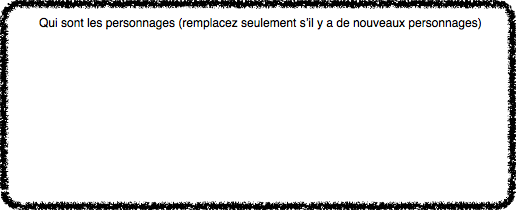 Qui sont les personnages (remplacez seulement s'il y a de nouveaux personnages)